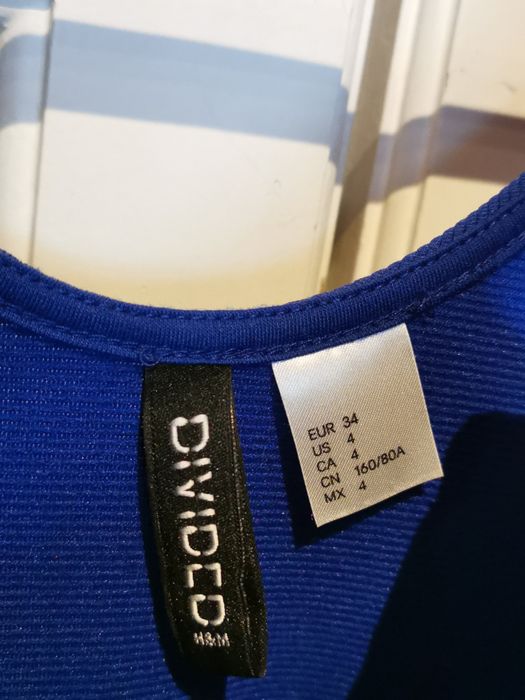 DIVIDED
H&M
EUR 34
US 4
CA 4
CN 160/80A
MX 4